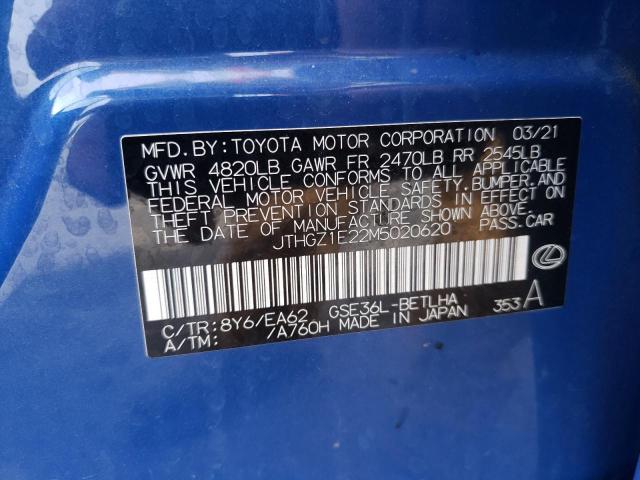 MFD. BY: TOYOTA MOTOR CORPORATION 03/21
GVWR 4820LB GAWR FR 2470LB RR 2545LB
THIS VEHICLE CONFORMS TO ALL APPLICABLE
FEDERAL MOTOR VEHICLE SAFETY, BUMPER, AND
THEFT PREVENTION STANDARDS IN EFFECT ON
THE DATE OF MANUFACTURE SHOWN ABOVE.
JTHGZ1E22M5020620 PASS.CAR
C/TR: 8Y6/EA62 GSE36L-BETLHA 353 A
A/TM: /A760H MADE IN JAPAN